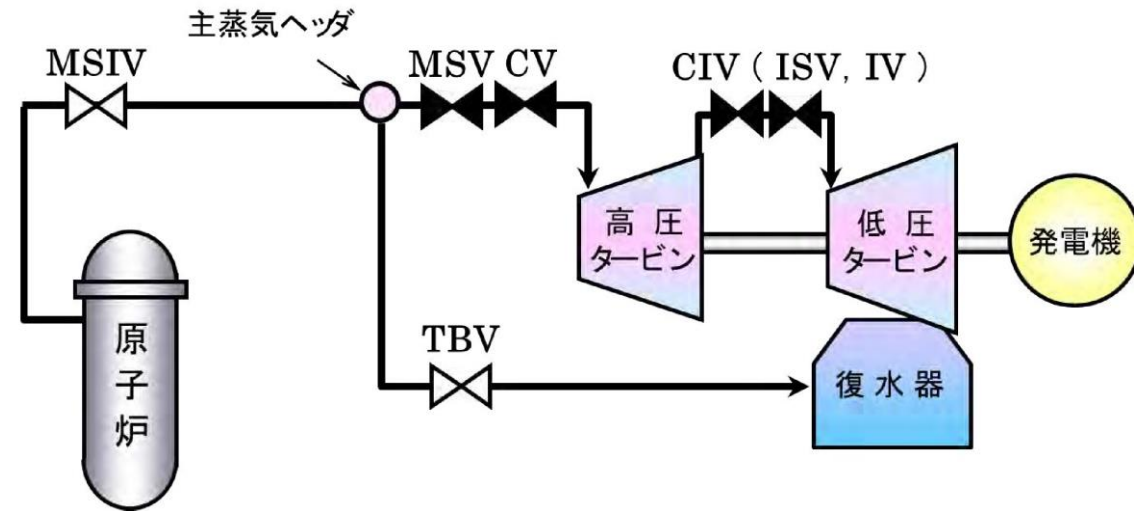 主蒸気ヘッダ
MSIV
MSV CV
CIV ( ISV, IV )
高圧
タービン
低圧
タービン
発電機
原
子
炉
TBV
復水器